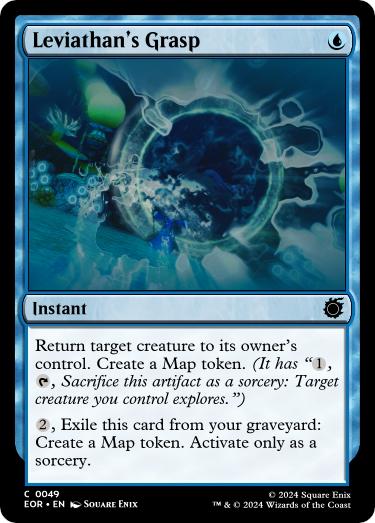 Leviathan's Grasp
Instant
Return target creature to its owner's
control. Create a Map token. (It has “1,
T, Sacrifice this artifact as a sorcery: Target
creature you control explores.”)
2, Exile this card from your graveyard:
Create a Map token. Activate only as a
sorcery.
C 0049
EOR • EN Square Enix
© 2024 Square Enix
™ & © 2024 Wizards of the Coast